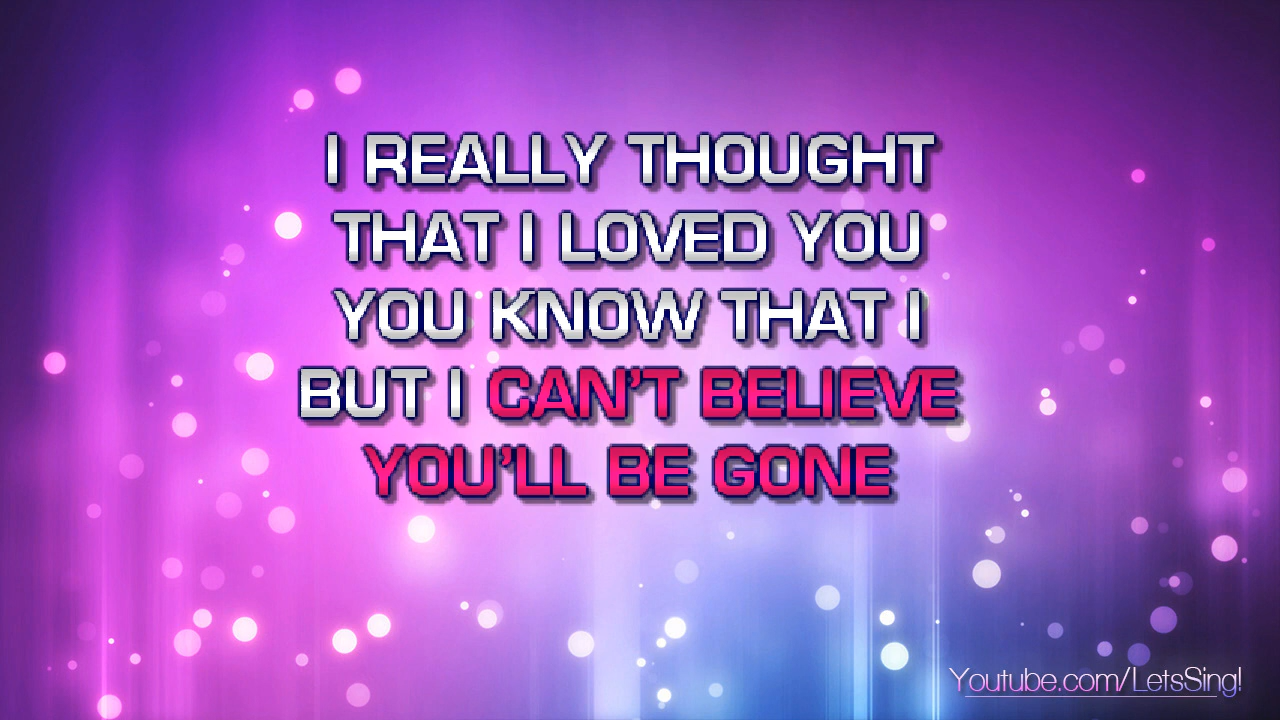 I REALLY THOUGHT
THAT I LOVED YOU
YOU KNOW THAT I
BUT I CAN'T BELIEVE
YOU'LL BE GONE
Youtube.com/LetsSing!